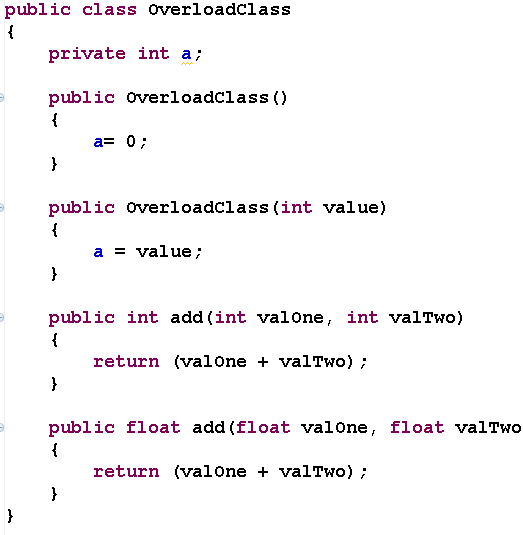 public class OverloadClass
{
private int a;
public OverloadClass()
{
a= 0;
}
public OverloadClass(int value)
{
a = value;
}
public int add(int valOne, int valTwo)
{
return (valOne + valTwo);
}
public float add(float valOne, float valTwo
{
return (valOne + valTwo);
}
}